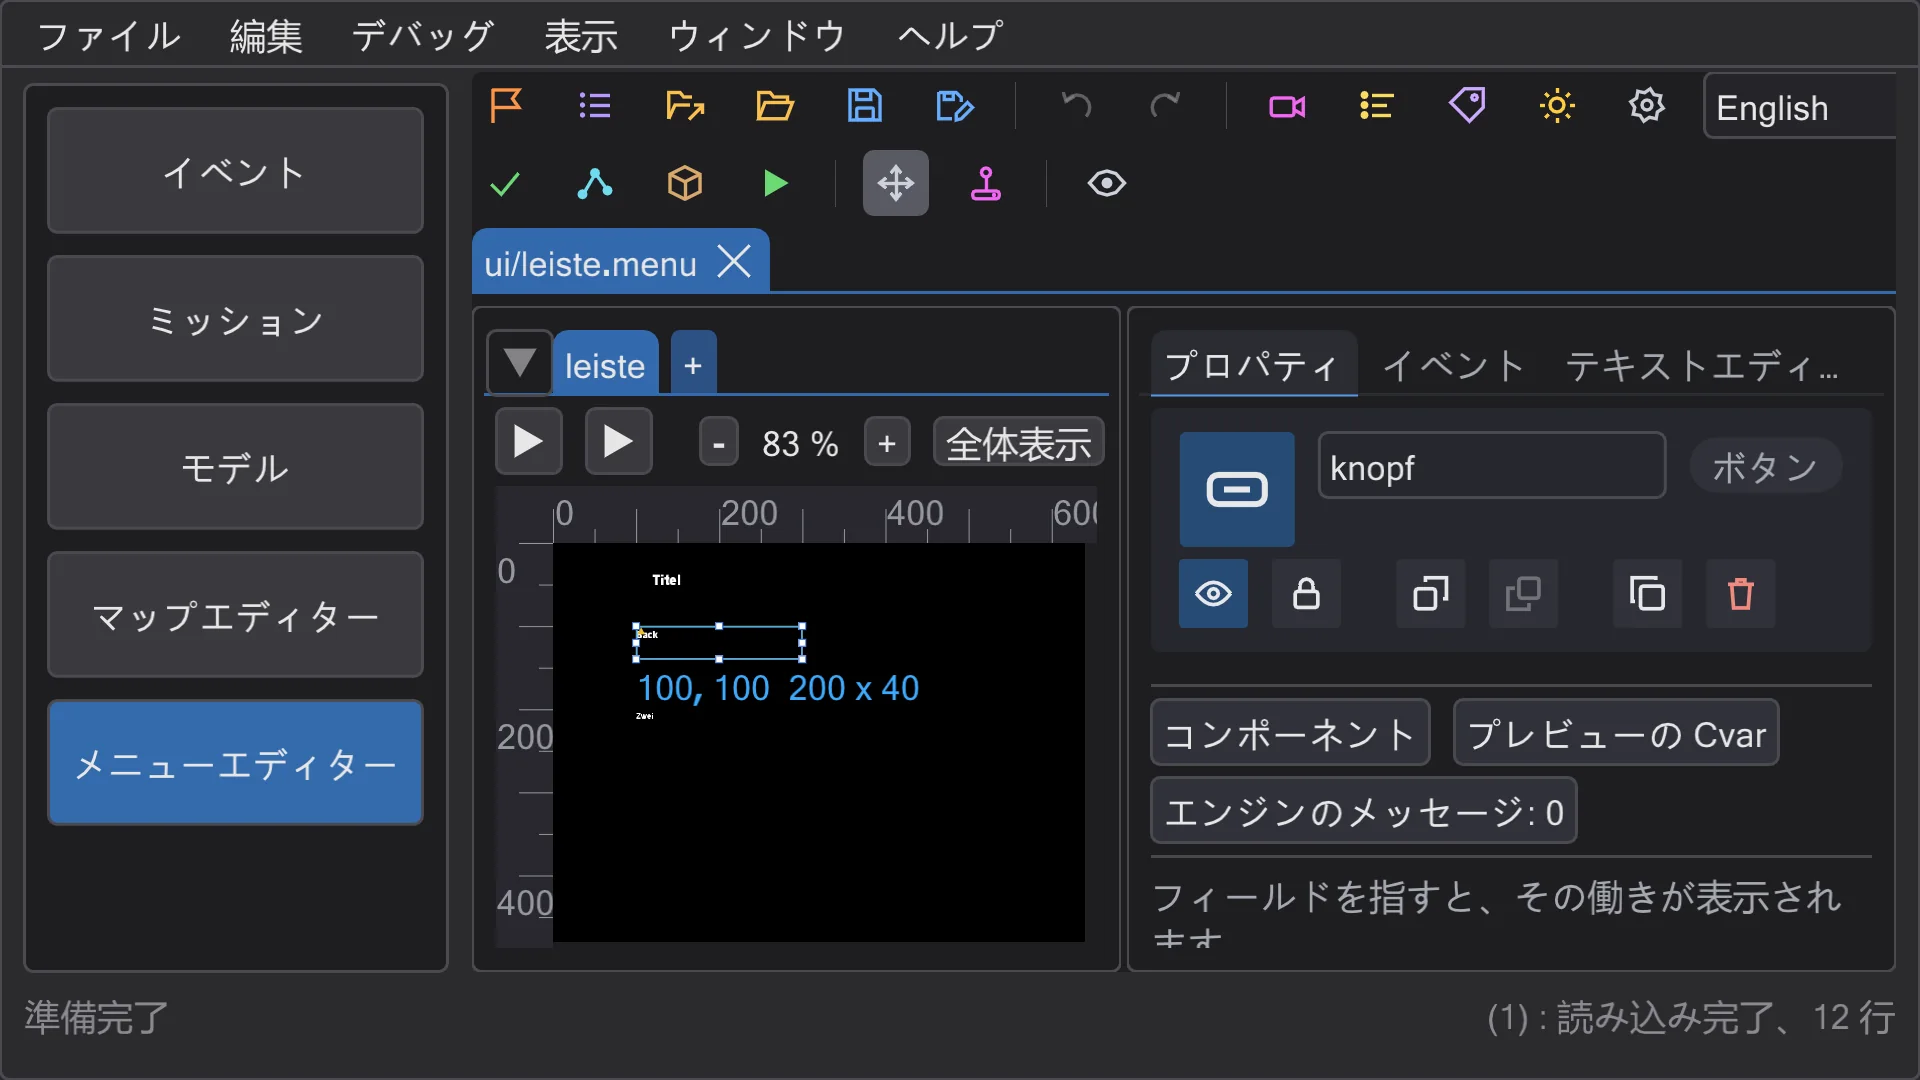 ファイル 編集 デバッグ 表示 ウィンドウ ヘルプ
イベント
ミッション
モデル
マップエディター
メニューエディター
English
ui/leiste.menu
leiste +
- 83 % + 全体表示
0 200 400 600
0
200
400
Titel
Back
100, 100 200 x 40
Zwei
プロパティ イベント テキストエディ...
knopf ボタン
コンポーネント プレビューの Cvar
エンジンのメッセージ: 0
フィールドを指すと、その働きが表示され
ます
準備完了
(1) : 読み込み完了、12 行